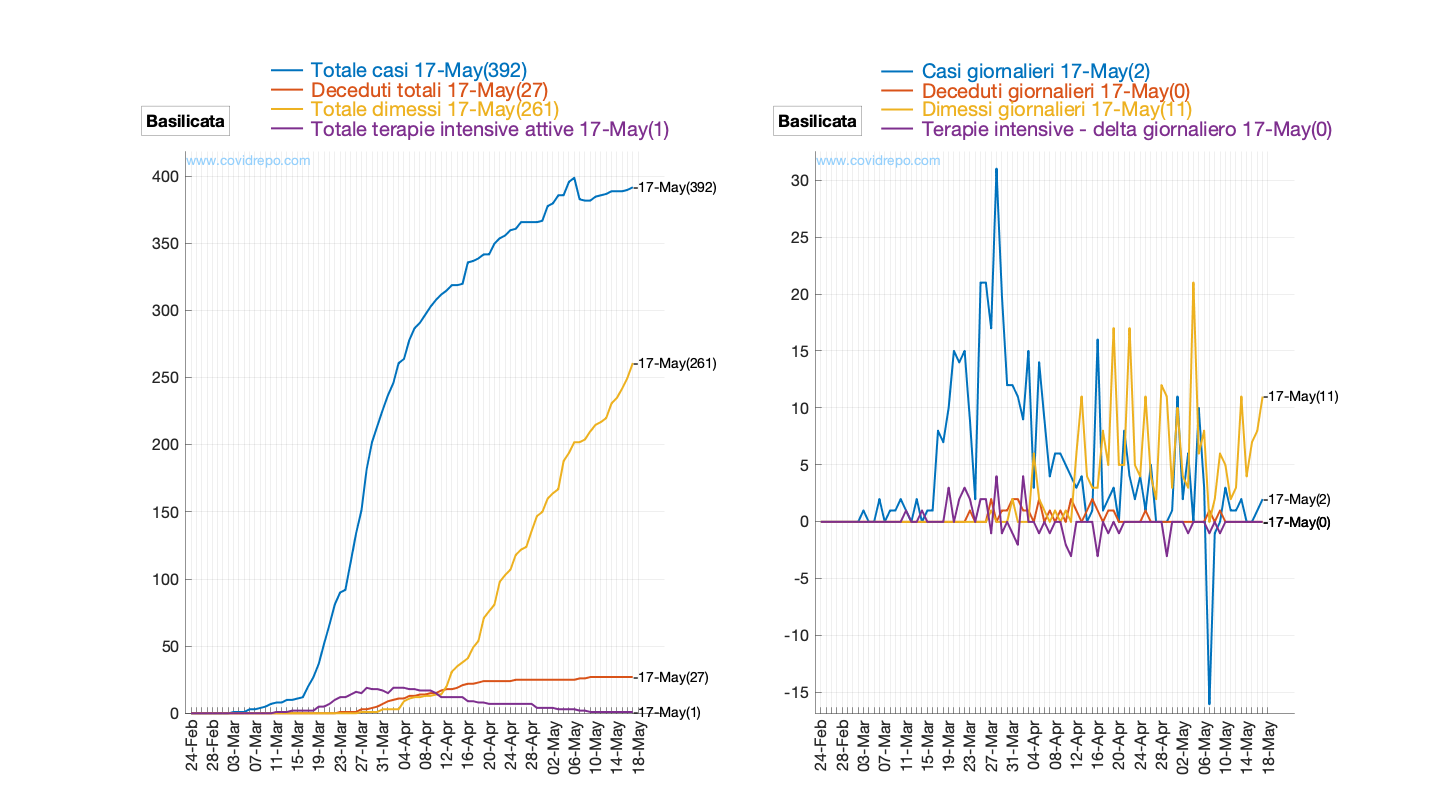 Totale casi 17-May(392)
Deceduti totali 17-May(27)
Totale dimessi 17-May(261)
Totale terapie intensive attive 17-May(1)
Basilicata
www.covidrepo.com
400
350
300
250
200
150
100
50
0
17-May(392)
17-May(261)
17-May(27)
17-May(1)
24-Feb
28-Feb
03-Mar
07-Mar
11-Mar
15-Mar
19-Mar
23-Mar
27-Mar
31-Mar
04-Apr
08-Apr
12-Apr
16-Apr
20-Apr
24-Apr
28-Apr
02-May
06-May
10-May
14-May
18-May
Casi giornalieri 17-May(2)
Deceduti giornalieri 17-May(0)
Dimessi giornalieri 17-May(11)
Terapie intensive - delta giornaliero 17-May(0)
Basilicata
www.covidrepo.com
30
25
20
15
10
5
0
-5
-10
-15
17-May(11)
17-May(2)
17-May(0)
24-Feb
28-Feb
03-Mar
07-Mar
11-Mar
15-Mar
19-Mar
23-Mar
27-Mar
31-Mar
04-Apr
08-Apr
12-Apr
16-Apr
20-Apr
24-Apr
28-Apr
02-May
06-May
10-May
14-May
18-May